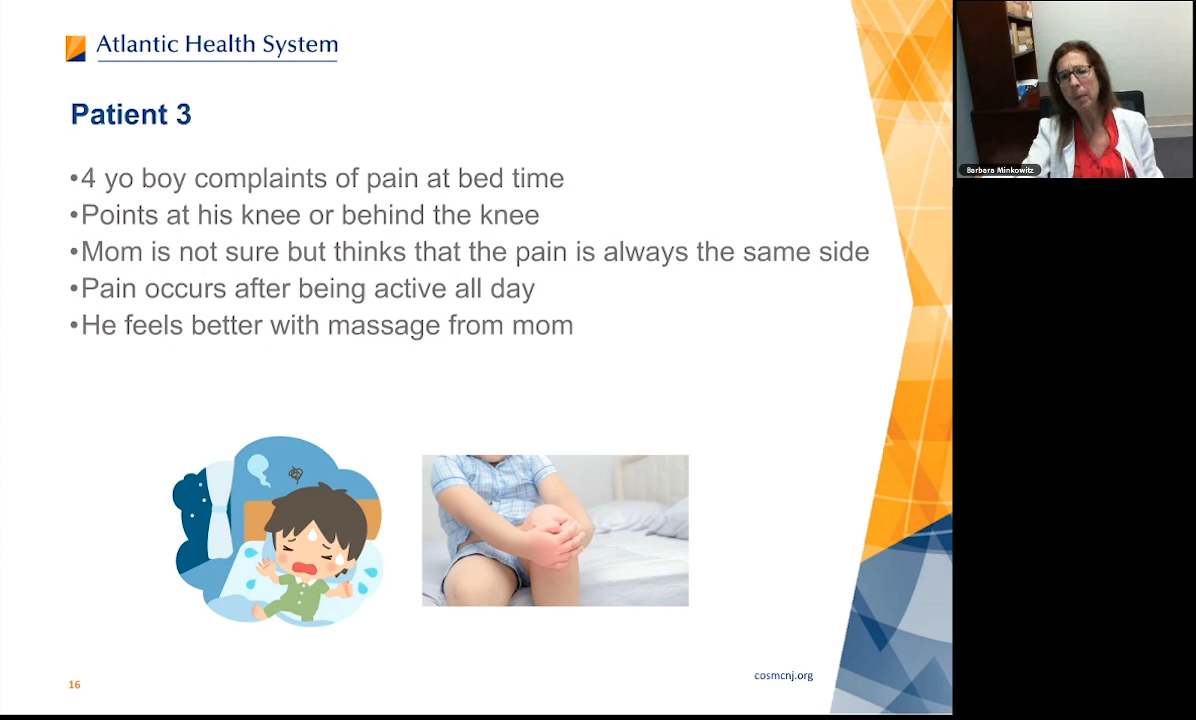 Atlantic Health System
Patient 3
•4 yo boy complaints of pain at bed time
•Points at his knee or behind the knee
•Mom is not sure but thinks that the pain is always the same side
•Pain occurs after being active all day
•He feels better with massage from mom
16
cosmcnj.org
Barbara Minkowitz